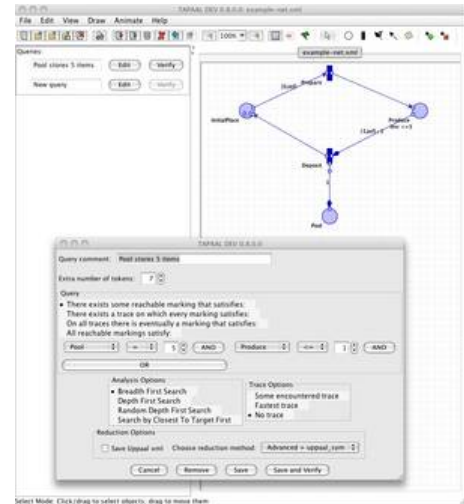 TAPAAL DEV 0.8.0.0: example-net.xml
File Edit View Draw Animate Help
100%
Queries:
example-net.xml
Pool stores 5 items Edit Verify
New query Edit Verify
Prepare
InitialPlace
Produce
inv: <=5
Deposit
Pool
TAPAAL DEV 0.8.0.0
Query comment: Pool stores 5 items
Extra number of tokens: 7
Query
There exists some reachable marking that satisfies:
There exists a trace on which every marking satisfies:
On all traces there is eventually a marking that satisfies:
All reachable markings satisfy:
Pool = 5 AND Produce <= 1 AND
OR
Analysis Options
Breadth First Search
Depth First Search
Random Depth First Search
Search by Closest To Target First
Trace Options
Some encountered trace
Fastest trace
No trace
Reduction Options
Save Uppaal xml Choose reduction method: Advanced + uppaal_sym
Cancel Remove Save Save and Verify
Select Mode: Click/drag to select objects; drag to move them